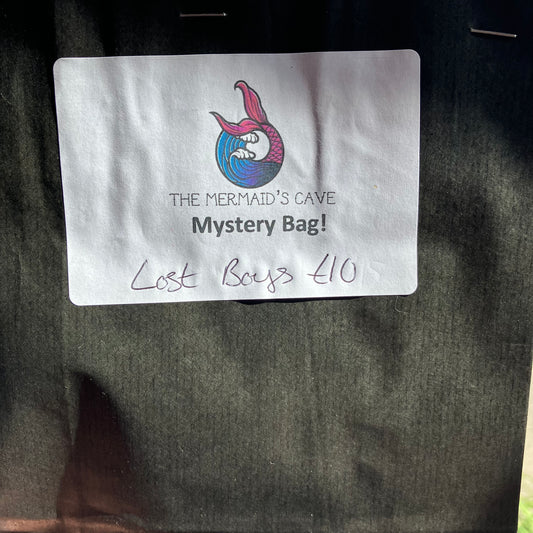 THE MERMAID'S CAVE
Mystery Bag!
Lost Boys £10